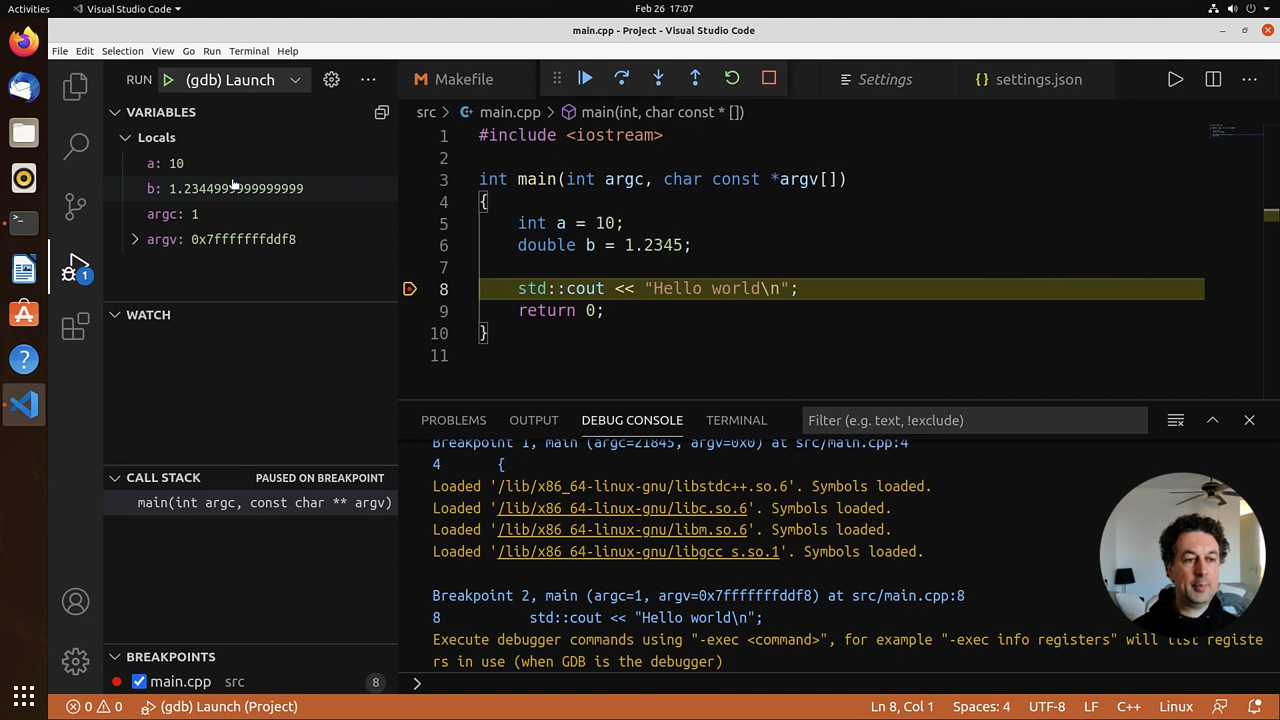 Activities
Visual Studio Code
Feb 26 17:07
main.cpp - Project - Visual Studio Code
File Edit Selection View Go Run Terminal Help
RUN (gdb) Launch
Makefile
Settings
settings.json
src > main.cpp > main(int, char const * [])
VARIABLES
Locals
a: 10
b: 1.2344999999999999
argc: 1
argv: 0x7fffffffddf8
WATCH
CALL STACK PAUSED ON BREAKPOINT
main(int argc, const char ** argv)
BREAKPOINTS
main.cpp src 8
1 #include <iostream>
2
3 int main(int argc, char const *argv[])
4 {
5 int a = 10;
6 double b = 1.2345;
7
8 std::cout << "Hello world\n";
9 return 0;
10 }
11
1
PROBLEMS OUTPUT DEBUG CONSOLE TERMINAL
Filter (e.g. text, !exclude)
Breakpoint 1, main (argc=21845, argv=0x0) at src/main.cpp:4
4 {
Loaded '/lib/x86_64-linux-gnu/libstdc++.so.6'. Symbols loaded.
Loaded '/lib/x86_64-linux-gnu/libc.so.6'. Symbols loaded.
Loaded '/lib/x86_64-linux-gnu/libm.so.6'. Symbols loaded.
Loaded '/lib/x86_64-linux-gnu/libgcc_s.so.1'. Symbols loaded.
Breakpoint 2, main (argc=1, argv=0x7fffffffddf8) at src/main.cpp:8
8 std::cout << "Hello world\n";
Execute debugger commands using "-exec <command>", for example "-exec info registers" will list registe
rs in use (when GDB is the debugger)
>
0 0 (gdb) Launch (Project)
Ln 8, Col 1 Spaces: 4 UTF-8 LF C++ Linux